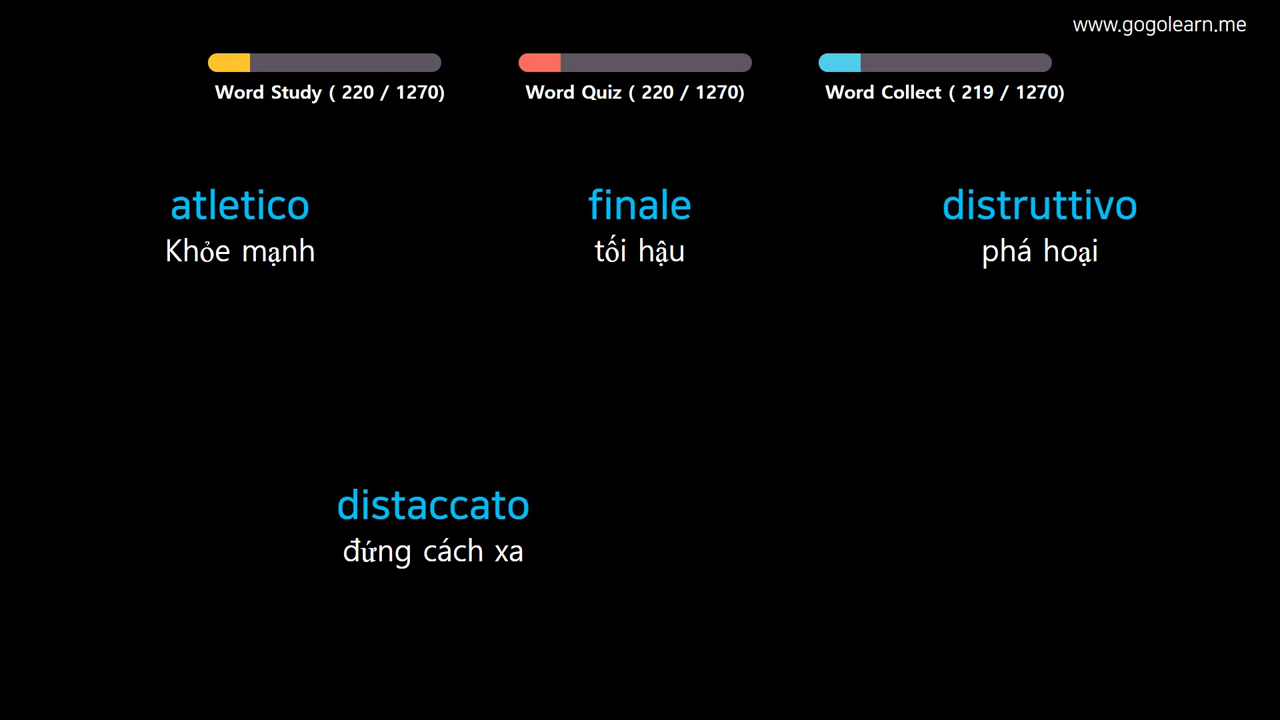 www.gogolearn.me
Word Study ( 220 / 1270)
Word Quiz ( 220 / 1270)
Word Collect ( 219 / 1270)
atletico
Khỏe mạnh
finale
tối hậu
distruttivo
phá hoại
distaccato
đứng cách xa